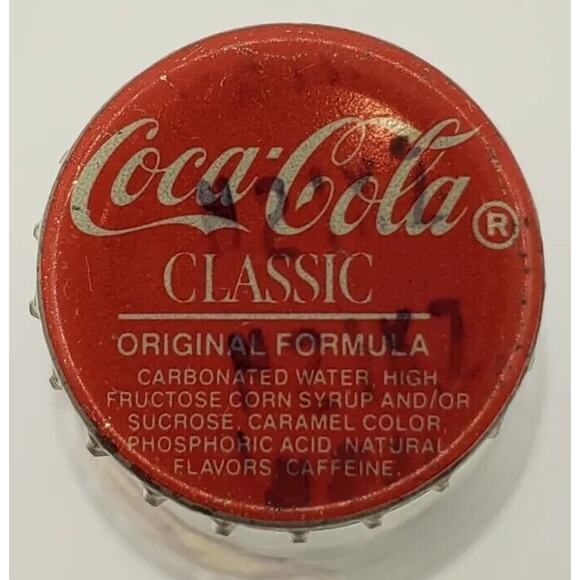 Coca-Cola®
CLASSIC
ORIGINAL FORMULA
CARBONATED WATER, HIGH
FRUCTOSE CORN SYRUP AND/OR
SUCROSE, CARAMEL COLOR,
PHOSPHORIC ACID, NATURAL
FLAVORS, CAFFEINE.